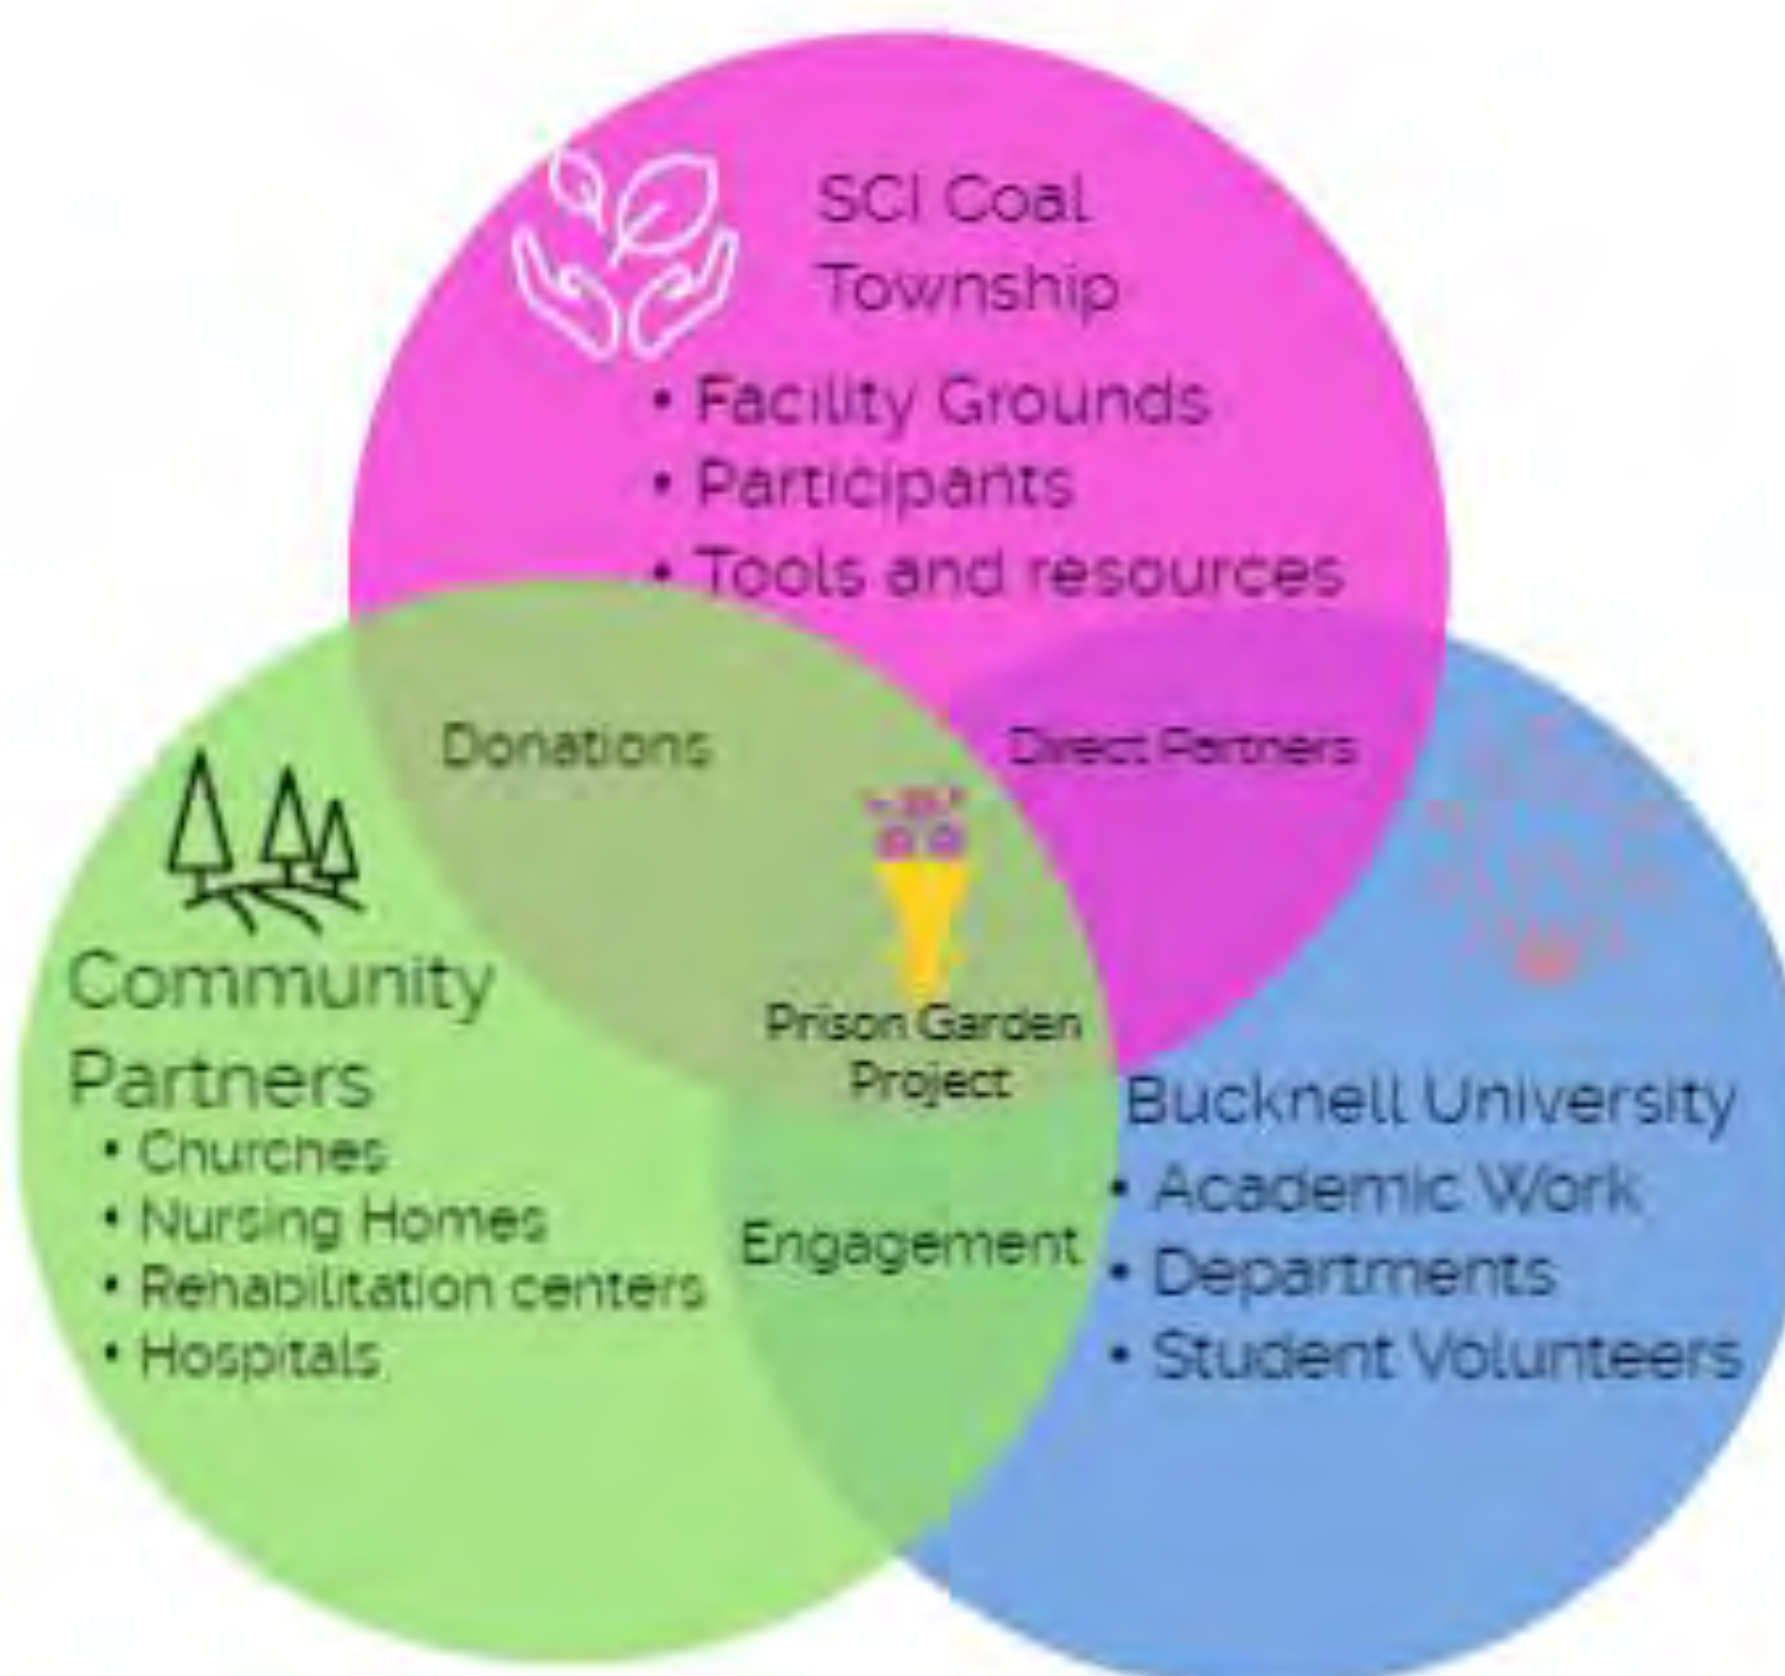 SCI Coal
Township
• Facility Grounds
• Participants
• Tools and resources
Donations
Direct Partners
Prison Garden
Project
Community
Partners
• Churches
• Nursing Homes
• Rehabilitation centers
• Hospitals
Engagement
Bucknell University
• Academic Work
• Departments
• Student Volunteers